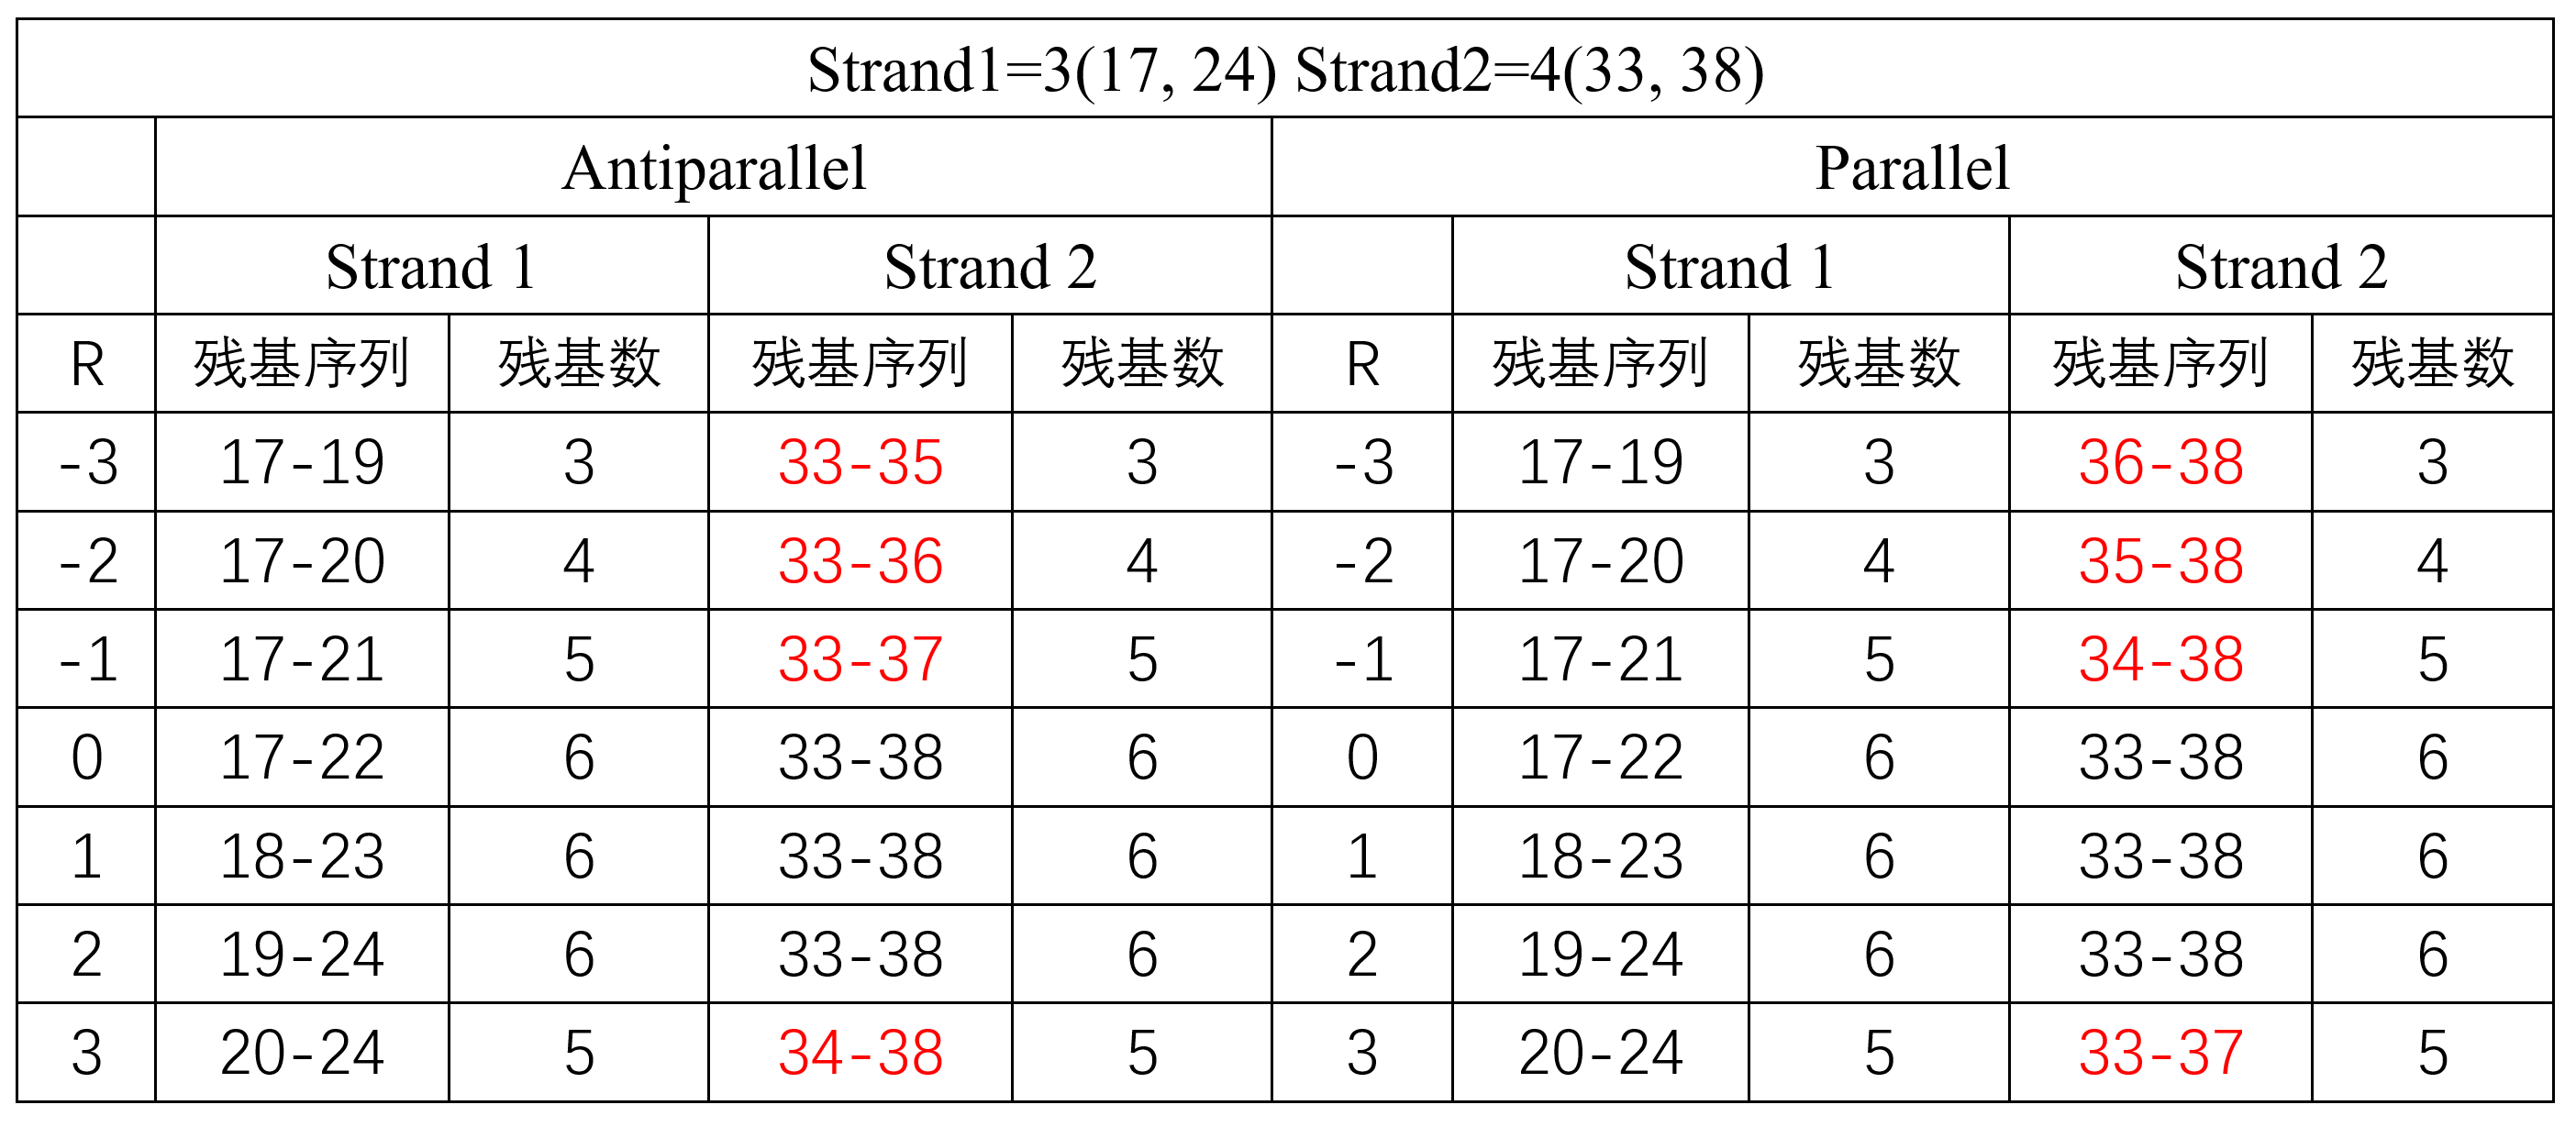 Strand1=3(17, 24) Strand2=4(33, 38)
Antiparallel Parallel
Strand 1 Strand 2 Strand 1 Strand 2
R 残基序列 残基数 残基序列 残基数 R 残基序列 残基数 残基序列 残基数
-3 17-19 3 33-35 3 -3 17-19 3 36-38 3
-2 17-20 4 33-36 4 -2 17-20 4 35-38 4
-1 17-21 5 33-37 5 -1 17-21 5 34-38 5
0 17-22 6 33-38 6 0 17-22 6 33-38 6
1 18-23 6 33-38 6 1 18-23 6 33-38 6
2 19-24 6 33-38 6 2 19-24 6 33-38 6
3 20-24 5 34-38 5 3 20-24 5 33-37 5